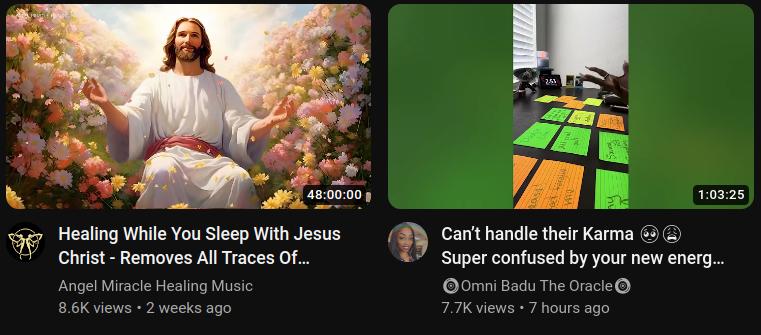 48:00:00
Healing While You Sleep With Jesus
Christ - Removes All Traces Of...
Angel Miracle Healing Music
8.6K views • 2 weeks ago
2:53
1:03:25
Can't handle their Karma 🥺😩
Super confused by your new energ...
🧿Omni Badu The Oracle🧿
7.7K views • 7 hours ago